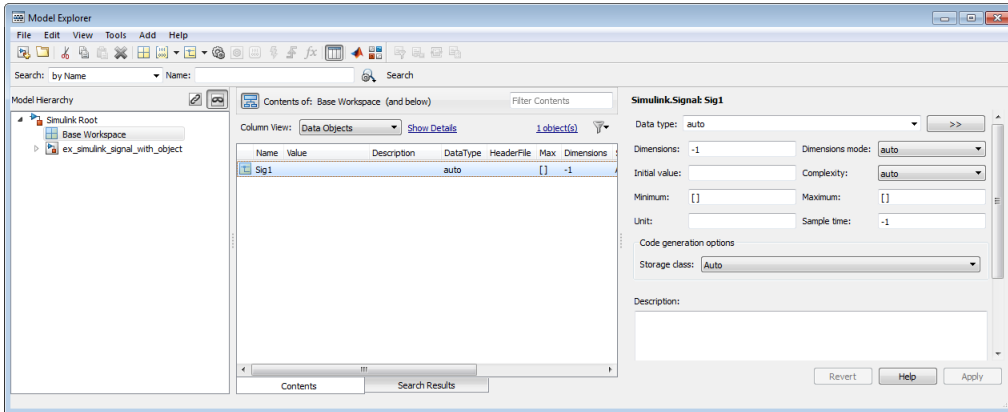 Model Explorer
File Edit View Tools Add Help
fx
Search: by Name Name: Search
Model Hierarchy
Simulink Root
Base Workspace
ex_simulink_signal_with_object
Contents of: Base Workspace (and below) Filter Contents
Column View: Data Objects Show Details 1 object(s)
Name Value Description DataType HeaderFile Max Dimensions
Sig1 auto [] -1
Contents Search Results
Simulink.Signal: Sig1
Data type: auto >>
Dimensions: -1 Dimensions mode: auto
Initial value: Complexity: auto
Minimum: [] Maximum: []
Unit: Sample time: -1
Code generation options
Storage class: Auto
Description:
Revert Help Apply